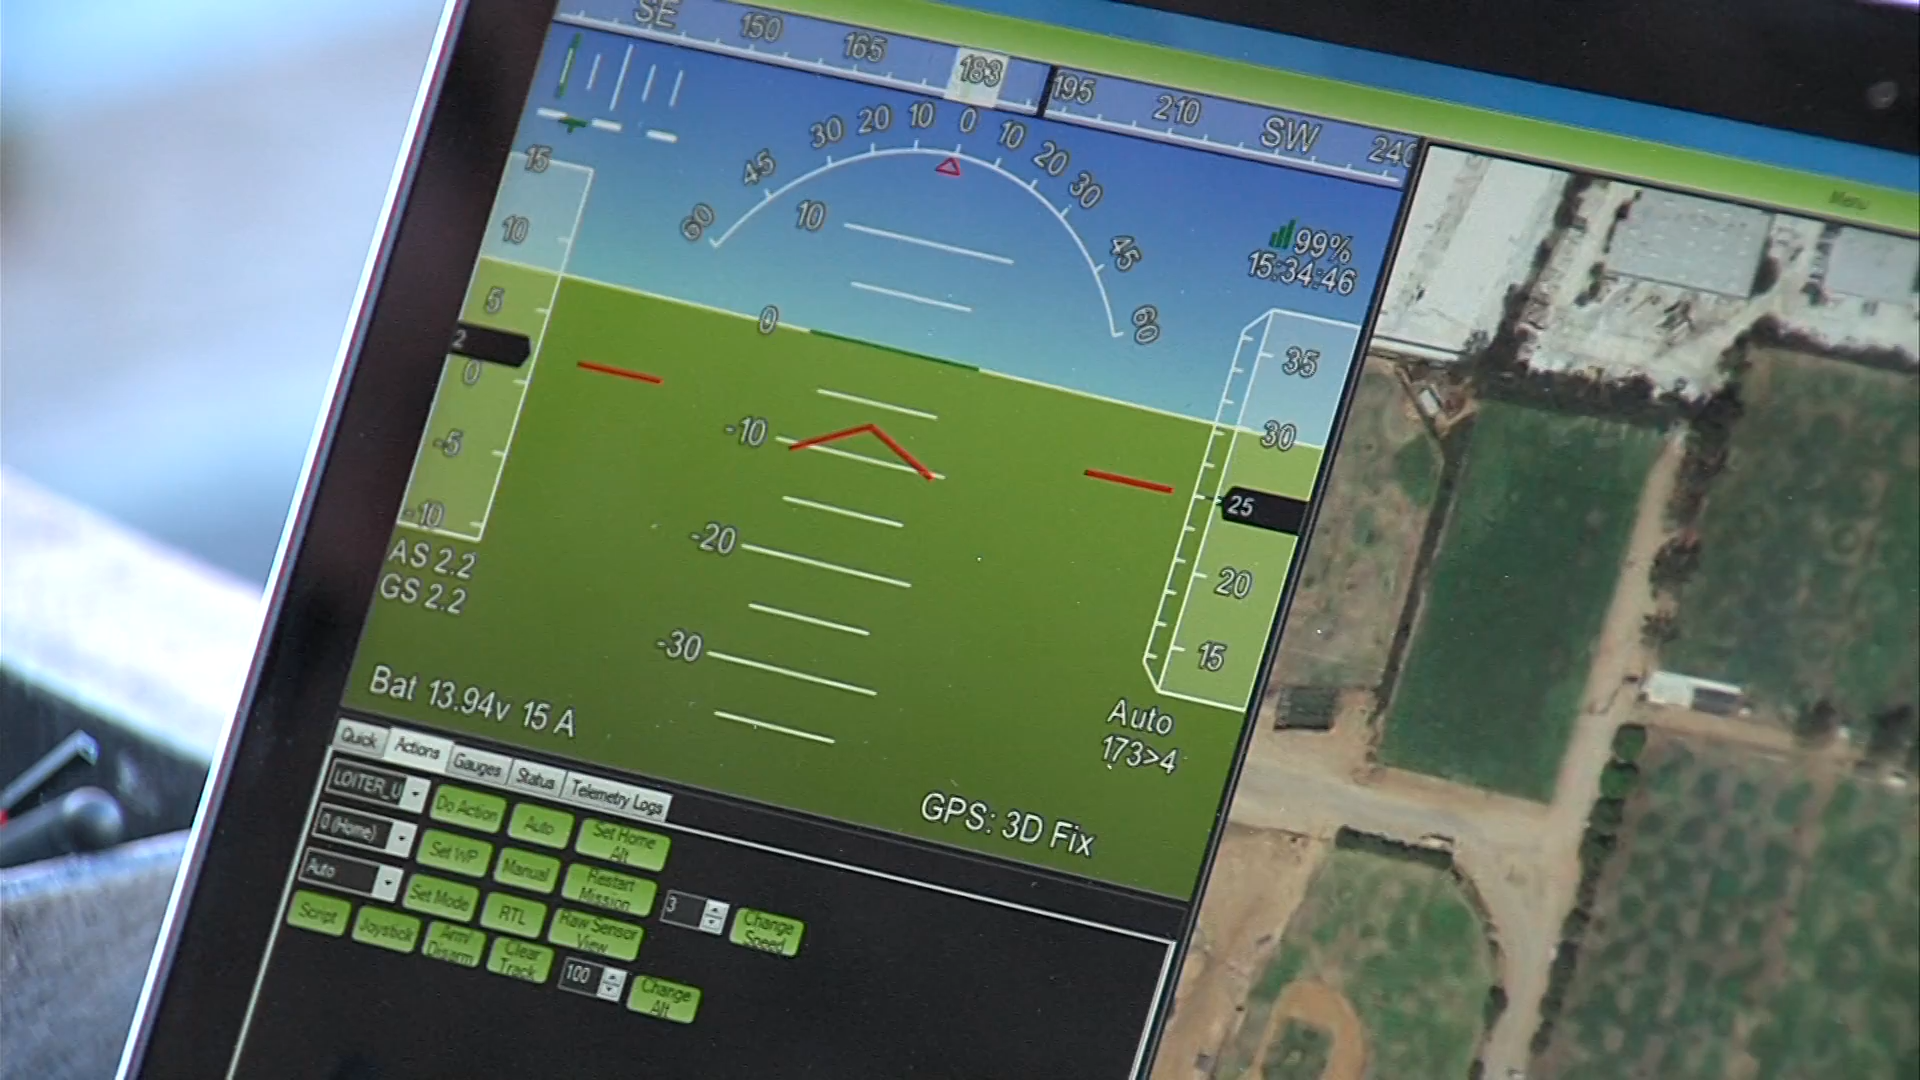 SE 150 165 183 195 210 SW 240
60 45 30 20 10 0 10 20 30 45 60
Menu
99%
15:34:46
15
10
5
2
0
-5
-10
10
0
-10
-20
-30
35
30
25
20
15
AS 2.2
GS 2.2
Bat 13.94v 15 A
Auto
173>4
GPS: 3D Fix
Quick Actions Gauges Status Telemetry Logs
LOITER_U Do Action Auto Set Home Alt
0 (Home) Set WP Manual Restart Mission
Auto Set Mode RTL Raw Sensor View 3 Change Speed
Script Joystick Arm/ Disarm Clear Track 100 Change Alt